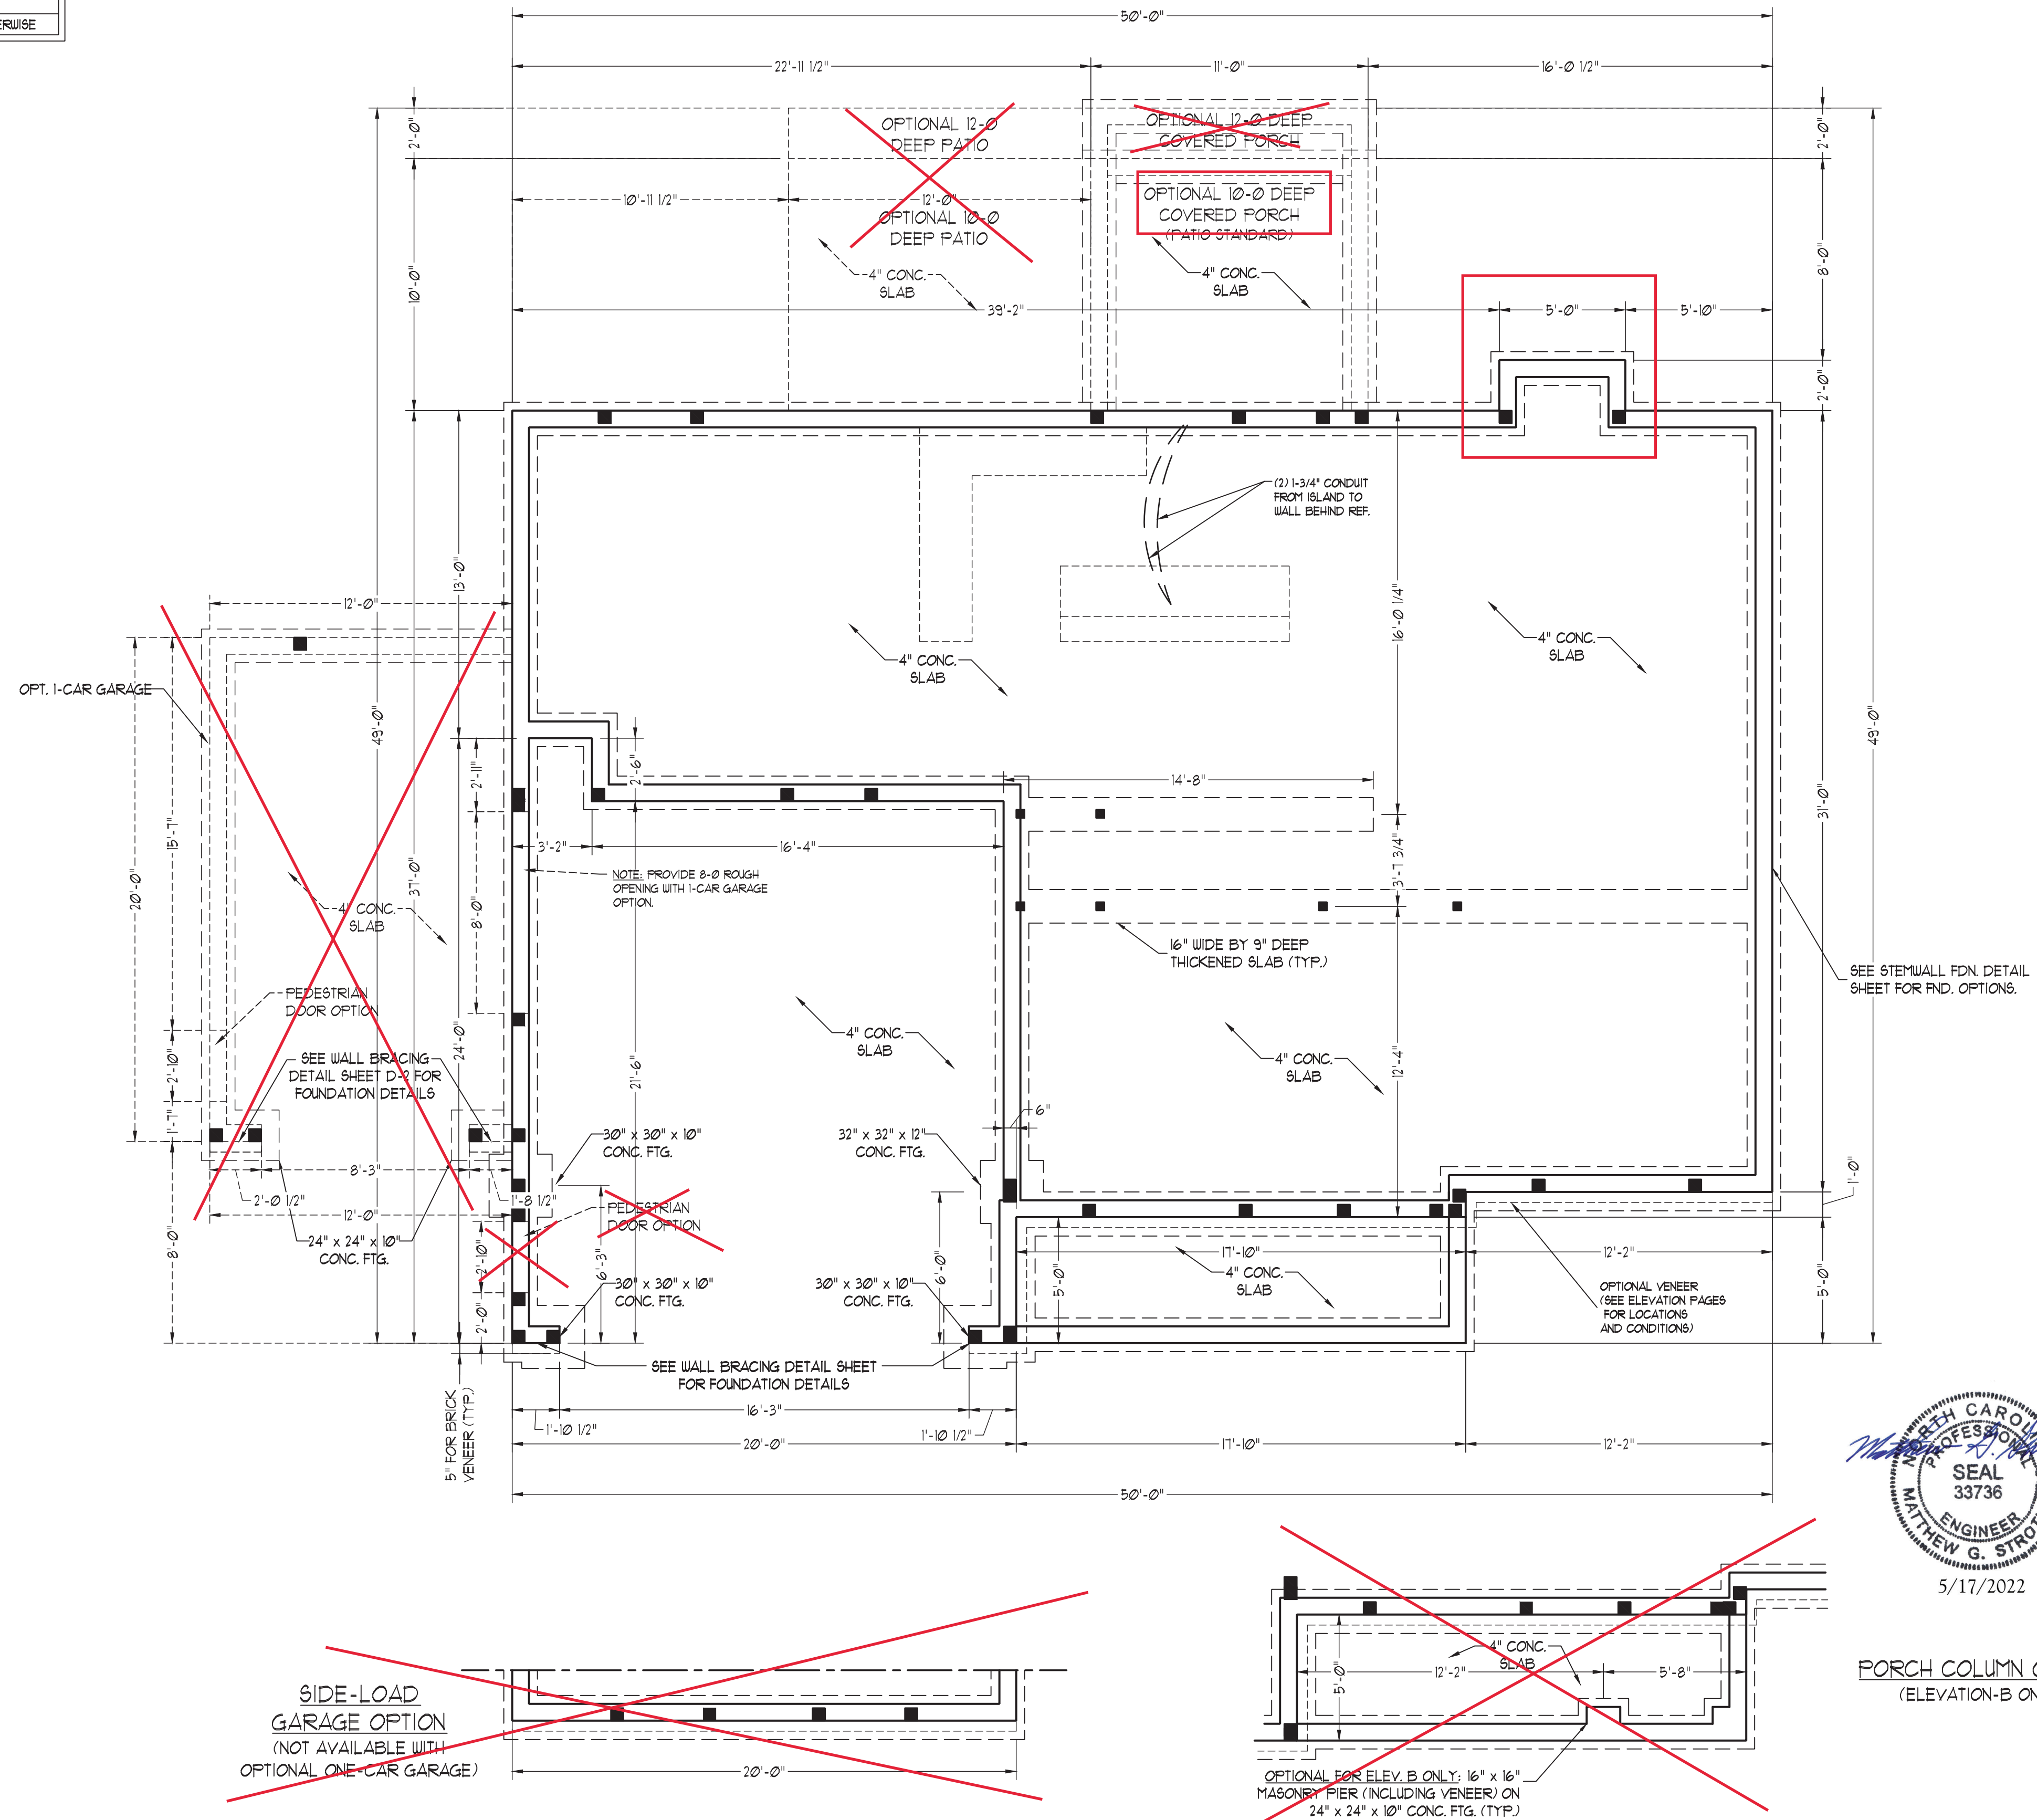 ERWISE
50'-0"
22'-11 1/2"
11'-0"
16'-0 1/2"
2'-0"
OPTIONAL 12-0
DEEP PATIO
OPTIONAL 12-0 DEEP
COVERED PORCH
2'-0"
10'-11 1/2"
12'-0"
OPTIONAL 10-0
DEEP PATIO
OPTIONAL 10-0 DEEP
COVERED PORCH
(PATIO STANDARD)
10'-0"
4" CONC.
SLAB
4" CONC.
SLAB
8'-0"
39'-2"
5'-0"
5'-10"
2'-0"
(2) 1-3/4" CONDUIT
FROM ISLAND TO
WALL BEHIND REF.
13'-0"
12'-0"
16'-0 1/4"
4" CONC.
SLAB
4" CONC.
SLAB
OPT. 1-CAR GARAGE
49'-0"
49'-0"
2'-11"
2'-6"
14'-8"
31'-0"
15'-7"
20'-0"
37'-0"
3'-2"
16'-4"
3'-7 3/4"
NOTE: PROVIDE 8-0 ROUGH
OPENING WITH 1-CAR GARAGE
OPTION.
4" CONC.
SLAB
8'-0"
16" WIDE BY 9" DEEP
THICKENED SLAB (TYP.)
SEE STEMWALL FDN. DETAIL
SHEET FOR FND. OPTIONS.
PEDESTRIAN
DOOR OPTION
24'-0"
4" CONC.
SLAB
4" CONC.
SLAB
21'-6"
12'-4"
SEE WALL BRACING
DETAIL SHEET D-2 FOR
FOUNDATION DETAILS
2'-10"
1'-7"
6"
30" x 30" x 10"
CONC. FTG.
32" x 32" x 12"
CONC. FTG.
8'-3"
2'-0 1/2"
1'-8 1/2"
12'-0"
1'-0"
PEDESTRIAN
DOOR OPTION
8'-0"
24" x 24" x 10"
CONC. FTG.
2'-10"
6'-3"
6'-0"
5'-0"
17'-10"
12'-2"
4" CONC.
SLAB
5'-0"
30" x 30" x 10"
CONC. FTG.
30" x 30" x 10"
CONC. FTG.
OPTIONAL VENEER
(SEE ELEVATION PAGES
FOR LOCATIONS
AND CONDITIONS)
2'-0"
SEE WALL BRACING DETAIL SHEET
FOR FOUNDATION DETAILS
5" FOR BRICK
VENEER (TYP.)
1'-10 1/2"
16'-3"
1'-10 1/2"
20'-0"
17'-10"
12'-2"
50'-0"
NORTH CAROL
PROFESSIONAL
SEAL
33736
ENGINEER
MATTHEW G. STROT
5/17/2022
SIDE-LOAD
GARAGE OPTION
(NOT AVAILABLE WITH
OPTIONAL ONE-CAR GARAGE)
20'-0"
4" CONC.
SLAB
5'-0"
12'-2"
5'-8"
OPTIONAL FOR ELEV. B ONLY: 16" x 16"
MASONRY PIER (INCLUDING VENEER) ON
24" x 24" x 10" CONC. FTG. (TYP.)
PORCH COLUMN
(ELEVATION-B ON